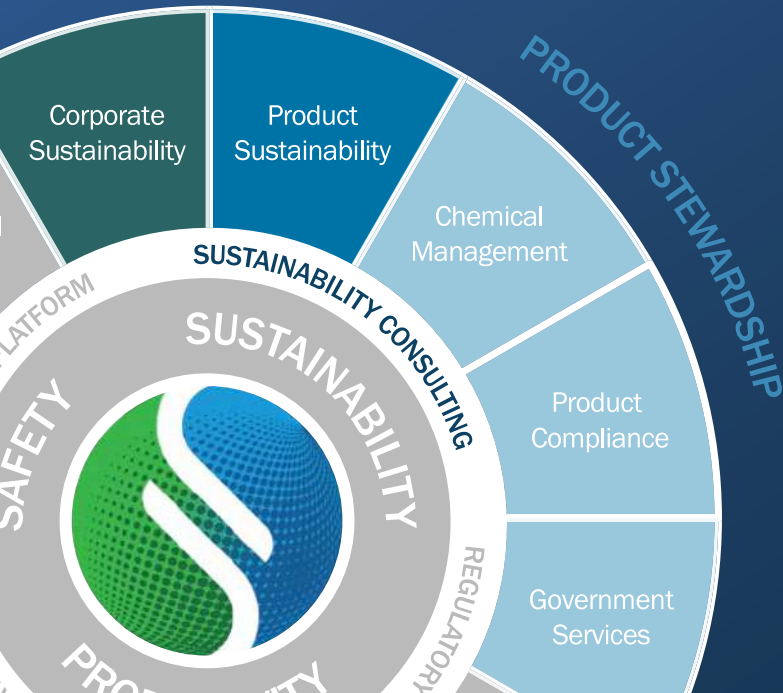 PRODUCT STEWARDSHIP
Corporate
Sustainability
Product
Sustainability
Chemical
Management
Product
Compliance
Government
Services
SUSTAINABILITY CONSULTING
SUSTAINABILITY
SAFETY
REGULATORY